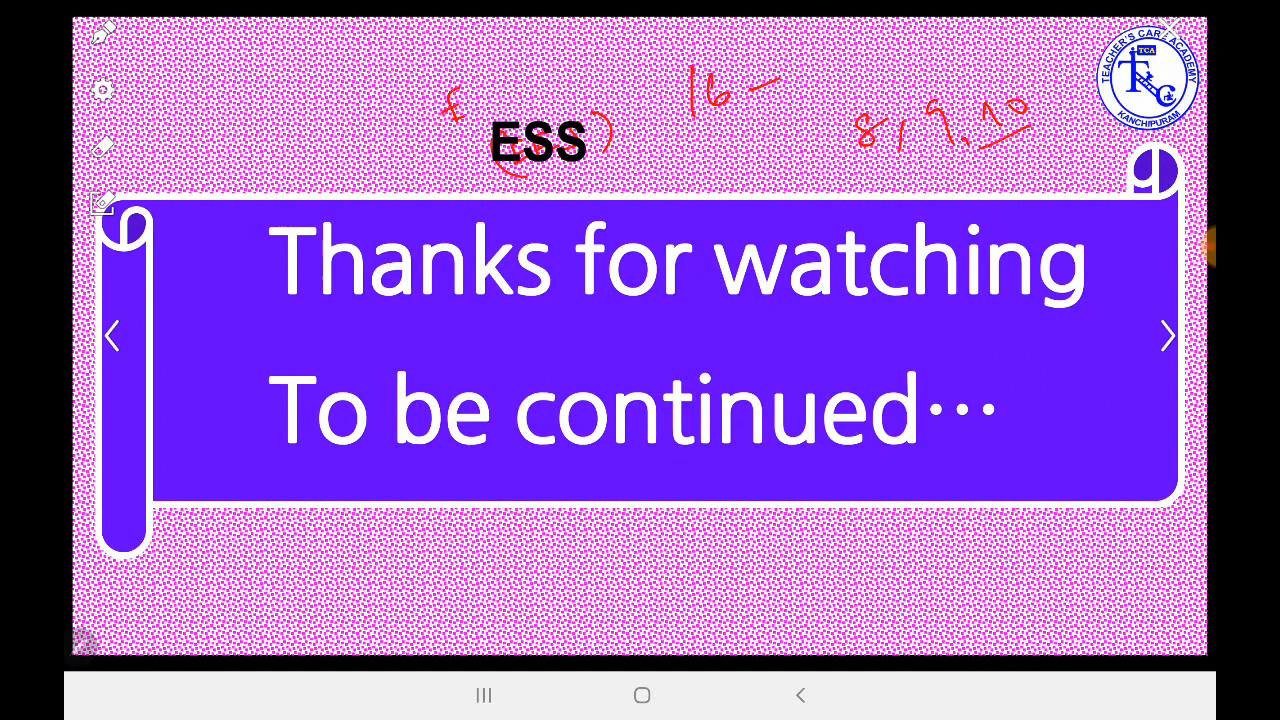 TEACHER'S CARE ACADEMY
TCA
KANCHIPURAM
16 -
8, 9, 10
ESS
Thanks for watching
To be continued...